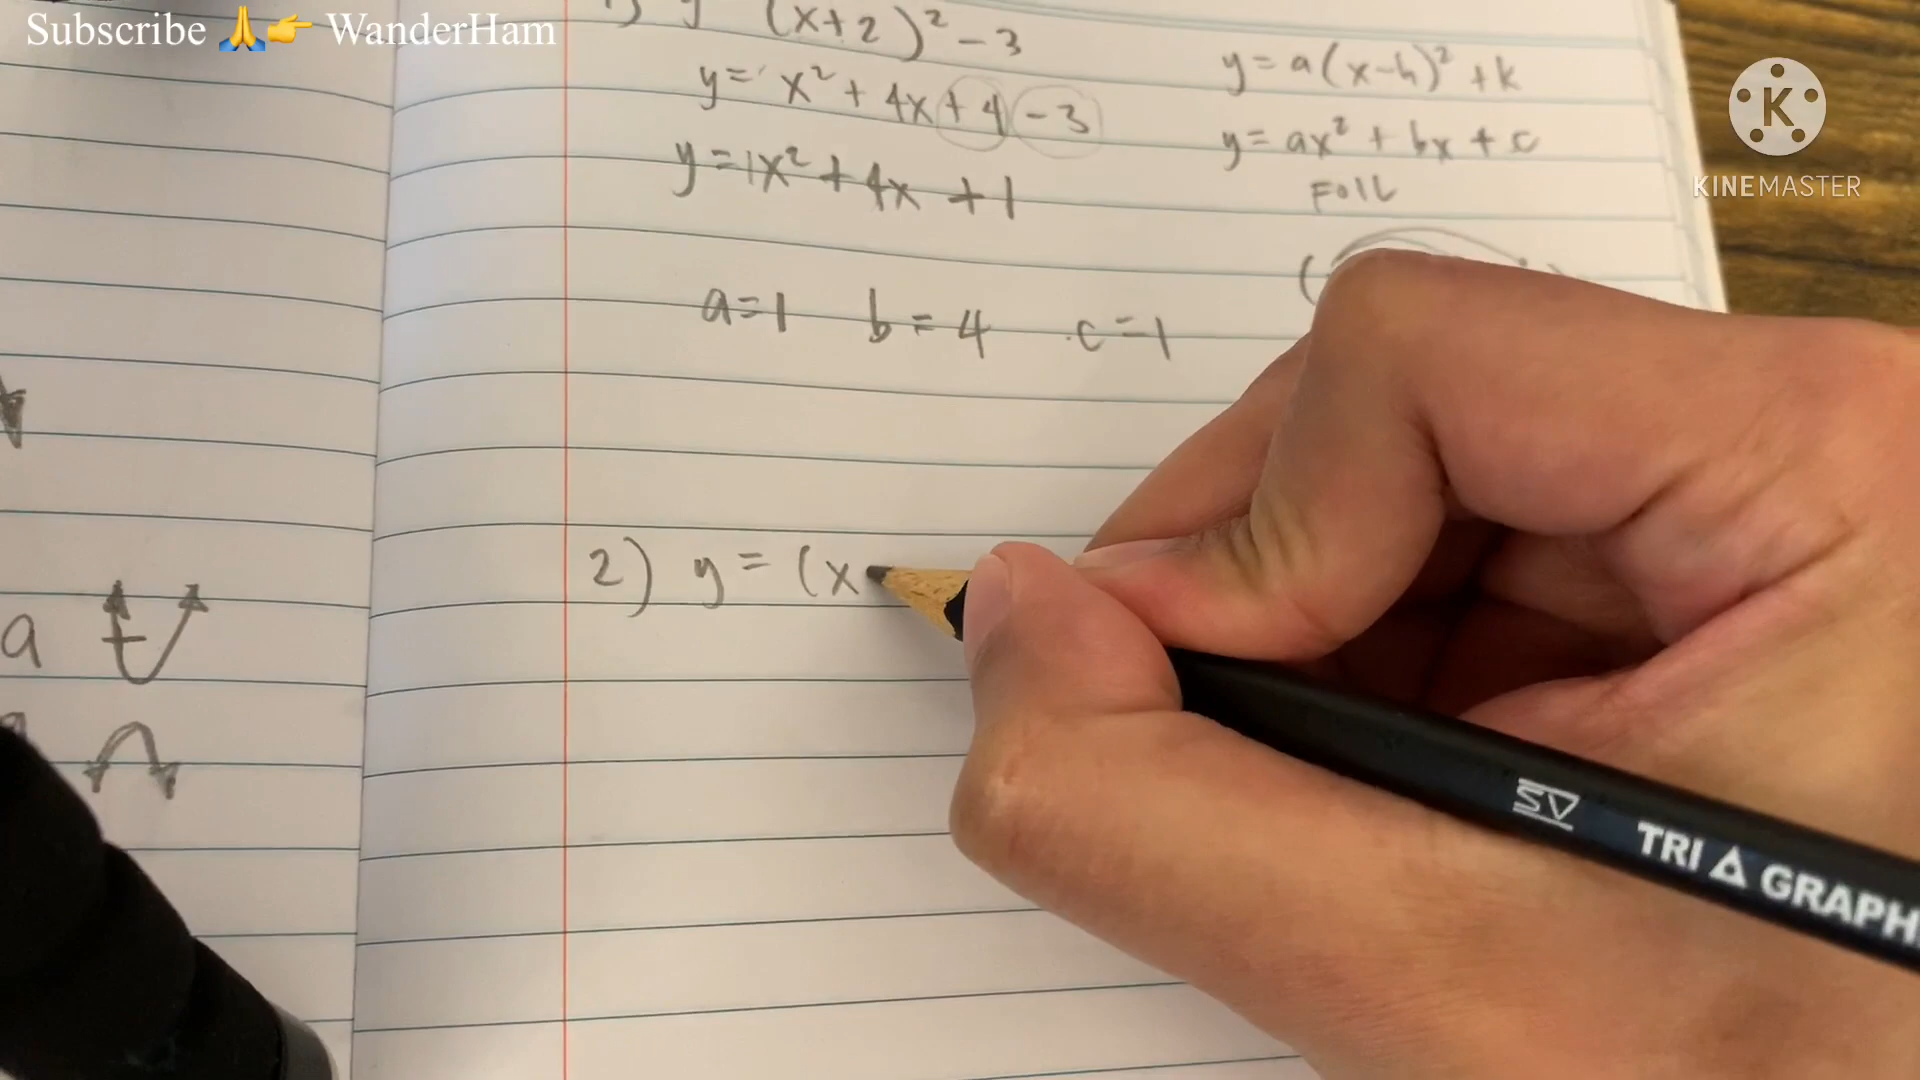 Subscribe 🙏👉 WanderHam
(x+2)² - 3
y = x² + 4x + 4 - 3
y = 1x² + 4x + 1
a = 1 b = 4 c = 1
y = a(x-h)² + k
y = ax² + bx + c
FOIL
(
KINEMASTER
2) y = (x
a
TRI GRAPH